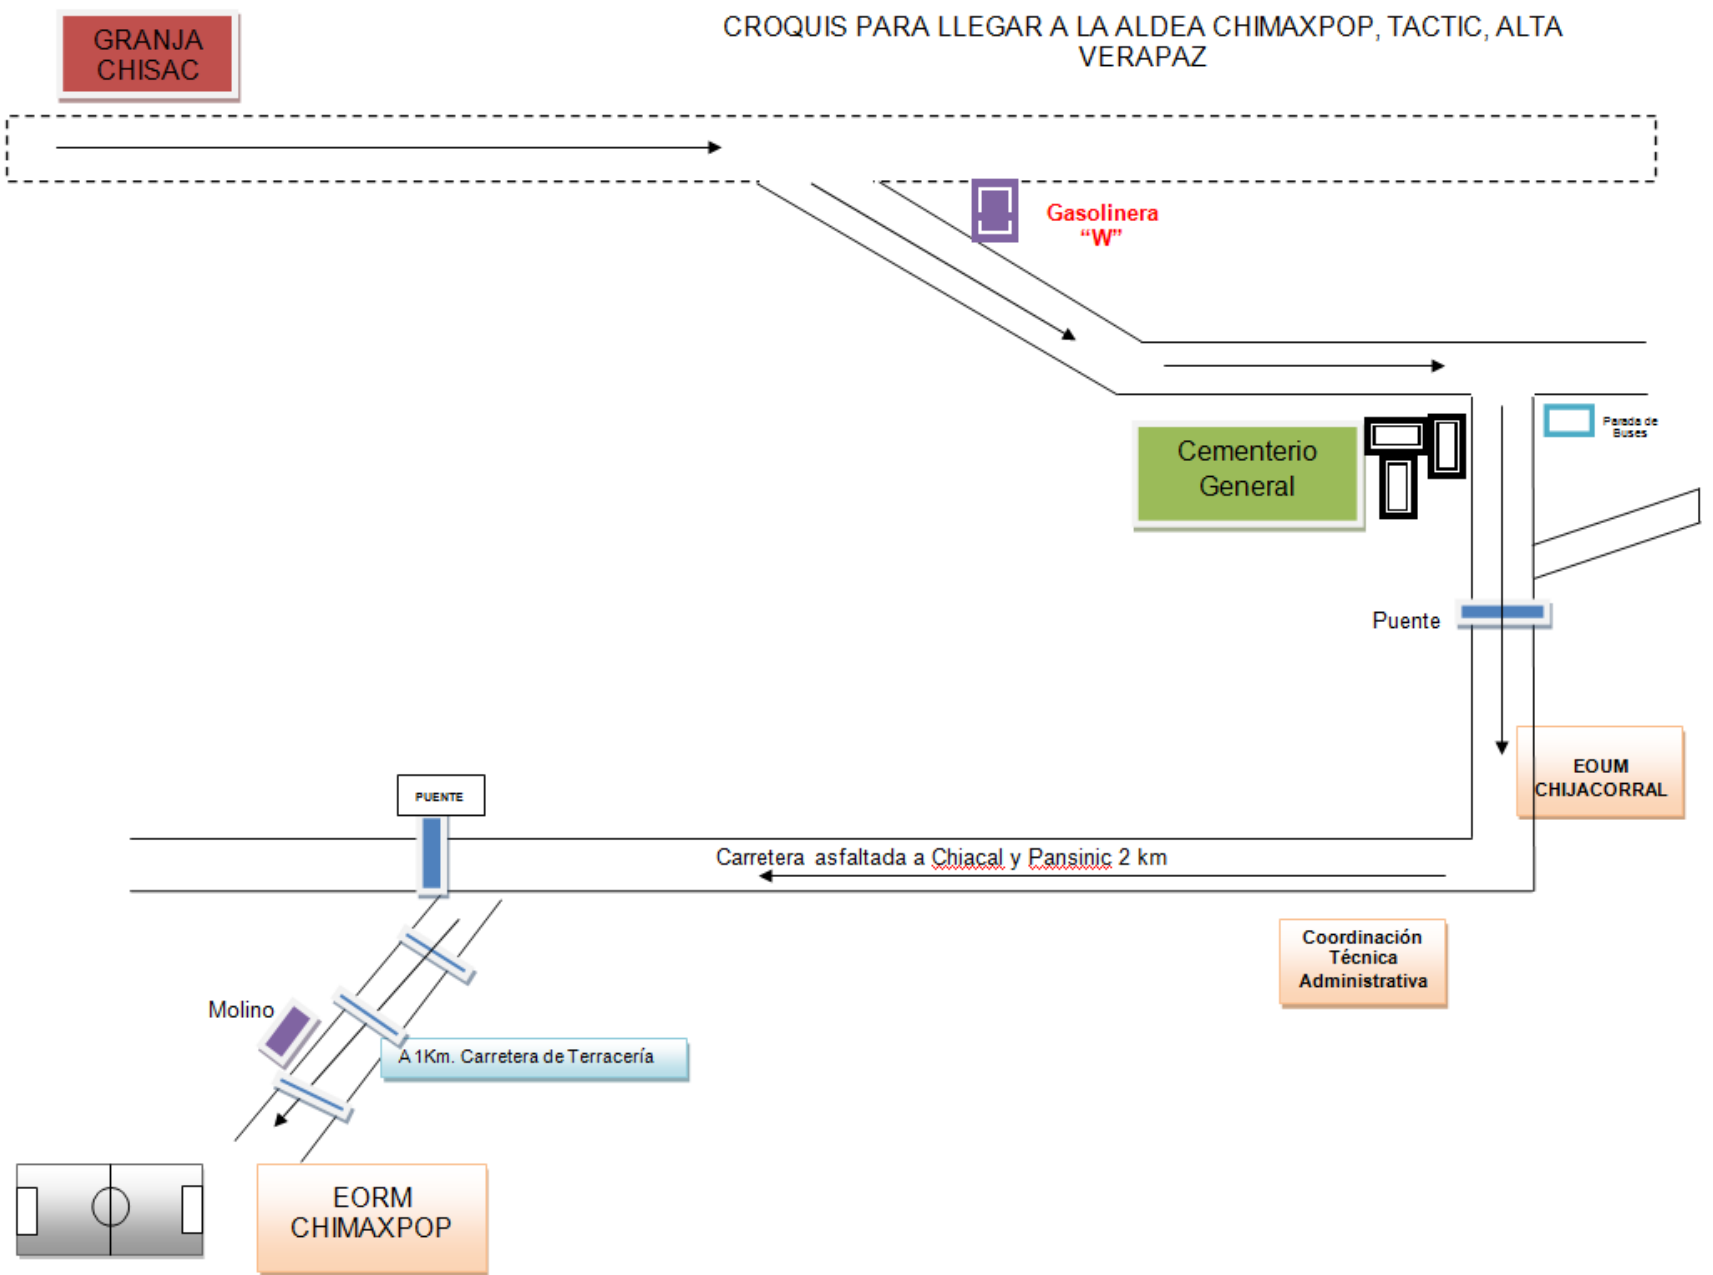 CROQUIS PARA LLEGAR A LA ALDEA CHIMAXPOP, TACTIC, ALTA
VERAPAZ
GRANJA
CHISAC
Gasolinera
“W”
Parada de
Buses
Cementerio
General
Puente
EOUM
CHIJACORRAL
PUENTE
Carretera asfaltada a Chiacal y Pansinic 2 km
Coordinación
Técnica
Administrativa
Molino
A 1Km. Carretera de Terracería
EORM
CHIMAXPOP